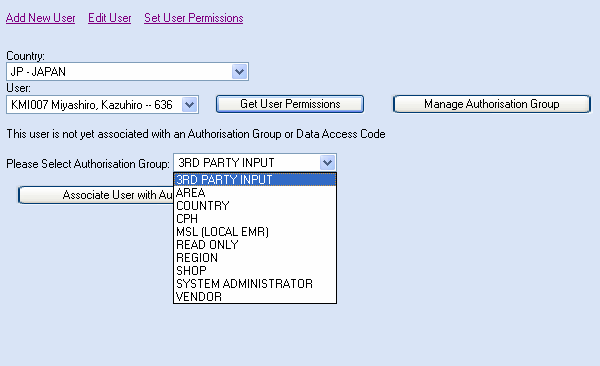 Add New User Edit User Set User Permissions
Country:
JP - JAPAN
User:
KMI007 Miyashiro, Kazuhiro -- 636 Get User Permissions Manage Authorisation Group
This user is not yet associated with an Authorisation Group or Data Access Code
Please Select Authorisation Group: 3RD PARTY INPUT
3RD PARTY INPUT
Associate User with Au
AREA
COUNTRY
CPH
MSL (LOCAL EMR)
READ ONLY
REGION
SHOP
SYSTEM ADMINISTRATOR
VENDOR